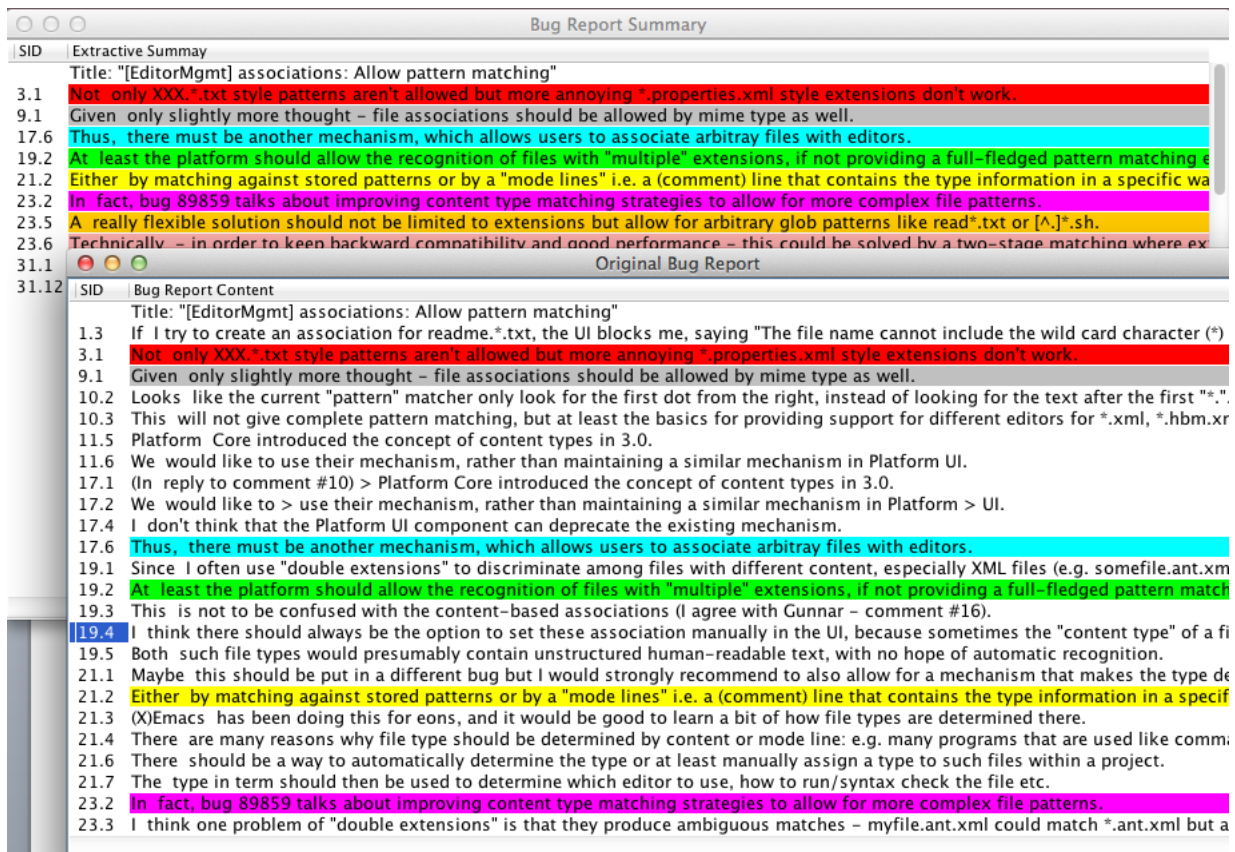 Bug Report Summary
SID Extractive Summay
Title: "[EditorMgmt] associations: Allow pattern matching"
3.1 Not only XXX.*.txt style patterns aren't allowed but more annoying *.properties.xml style extensions don't work.
9.1 Given only slightly more thought – file associations should be allowed by mime type as well.
17.6 Thus, there must be another mechanism, which allows users to associate arbitray files with editors.
19.2 At least the platform should allow the recognition of files with "multiple" extensions, if not providing a full-fledged pattern matching e
21.2 Either by matching against stored patterns or by a "mode lines" i.e. a (comment) line that contains the type information in a specific wa
23.2 In fact, bug 89859 talks about improving content type matching strategies to allow for more complex file patterns.
23.5 A really flexible solution should not be limited to extensions but allow for arbitrary glob patterns like read*.txt or [^.]*.sh.
23.6 Technically – in order to keep backward compatibility and good performance – this could be solved by a two-stage matching where ex
31.1
31.12
Original Bug Report
SID Bug Report Content
Title: "[EditorMgmt] associations: Allow pattern matching"
1.3 If I try to create an association for readme.*.txt, the UI blocks me, saying "The file name cannot include the wild card character (*)
3.1 Not only XXX.*.txt style patterns aren't allowed but more annoying *.properties.xml style extensions don't work.
9.1 Given only slightly more thought – file associations should be allowed by mime type as well.
10.2 Looks like the current "pattern" matcher only look for the first dot from the right, instead of looking for the text after the first "*.".
10.3 This will not give complete pattern matching, but at least the basics for providing support for different editors for *.xml, *.hbm.xr
11.5 Platform Core introduced the concept of content types in 3.0.
11.6 We would like to use their mechanism, rather than maintaining a similar mechanism in Platform UI.
17.1 (In reply to comment #10) > Platform Core introduced the concept of content types in 3.0.
17.2 We would like to > use their mechanism, rather than maintaining a similar mechanism in Platform > UI.
17.4 I don't think that the Platform UI component can deprecate the existing mechanism.
17.6 Thus, there must be another mechanism, which allows users to associate arbitray files with editors.
19.1 Since I often use "double extensions" to discriminate among files with different content, especially XML files (e.g. somefile.ant.xm
19.2 At least the platform should allow the recognition of files with "multiple" extensions, if not providing a full-fledged pattern match
19.3 This is not to be confused with the content-based associations (I agree with Gunnar – comment #16).
19.4 I think there should always be the option to set these association manually in the UI, because sometimes the "content type" of a fi
19.5 Both such file types would presumably contain unstructured human-readable text, with no hope of automatic recognition.
21.1 Maybe this should be put in a different bug but I would strongly recommend to also allow for a mechanism that makes the type de
21.2 Either by matching against stored patterns or by a "mode lines" i.e. a (comment) line that contains the type information in a specif
21.3 (X)Emacs has been doing this for eons, and it would be good to learn a bit of how file types are determined there.
21.4 There are many reasons why file type should be determined by content or mode line: e.g. many programs that are used like comma
21.6 There should be a way to automatically determine the type or at least manually assign a type to such files within a project.
21.7 The type in term should then be used to determine which editor to use, how to run/syntax check the file etc.
23.2 In fact, bug 89859 talks about improving content type matching strategies to allow for more complex file patterns.
23.3 I think one problem of "double extensions" is that they produce ambiguous matches – myfile.ant.xml could match *.ant.xml but a